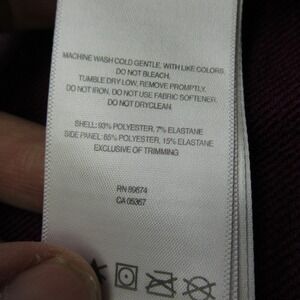 MACHINE WASH COLD GENTLE, WITH LIKE COLORS.
DO NOT BLEACH.
TUMBLE DRY LOW, REMOVE PROMPTLY.
DO NOT IRON, DO NOT USE FABRIC SOFTENER.
DO NOT DRYCLEAN.
SHELL: 93% POLYESTER, 7% ELASTANE
SIDE PANEL: 85% POLYESTER, 15% ELASTANE
EXCLUSIVE OF TRIMMING
RN 89674
CA 05367